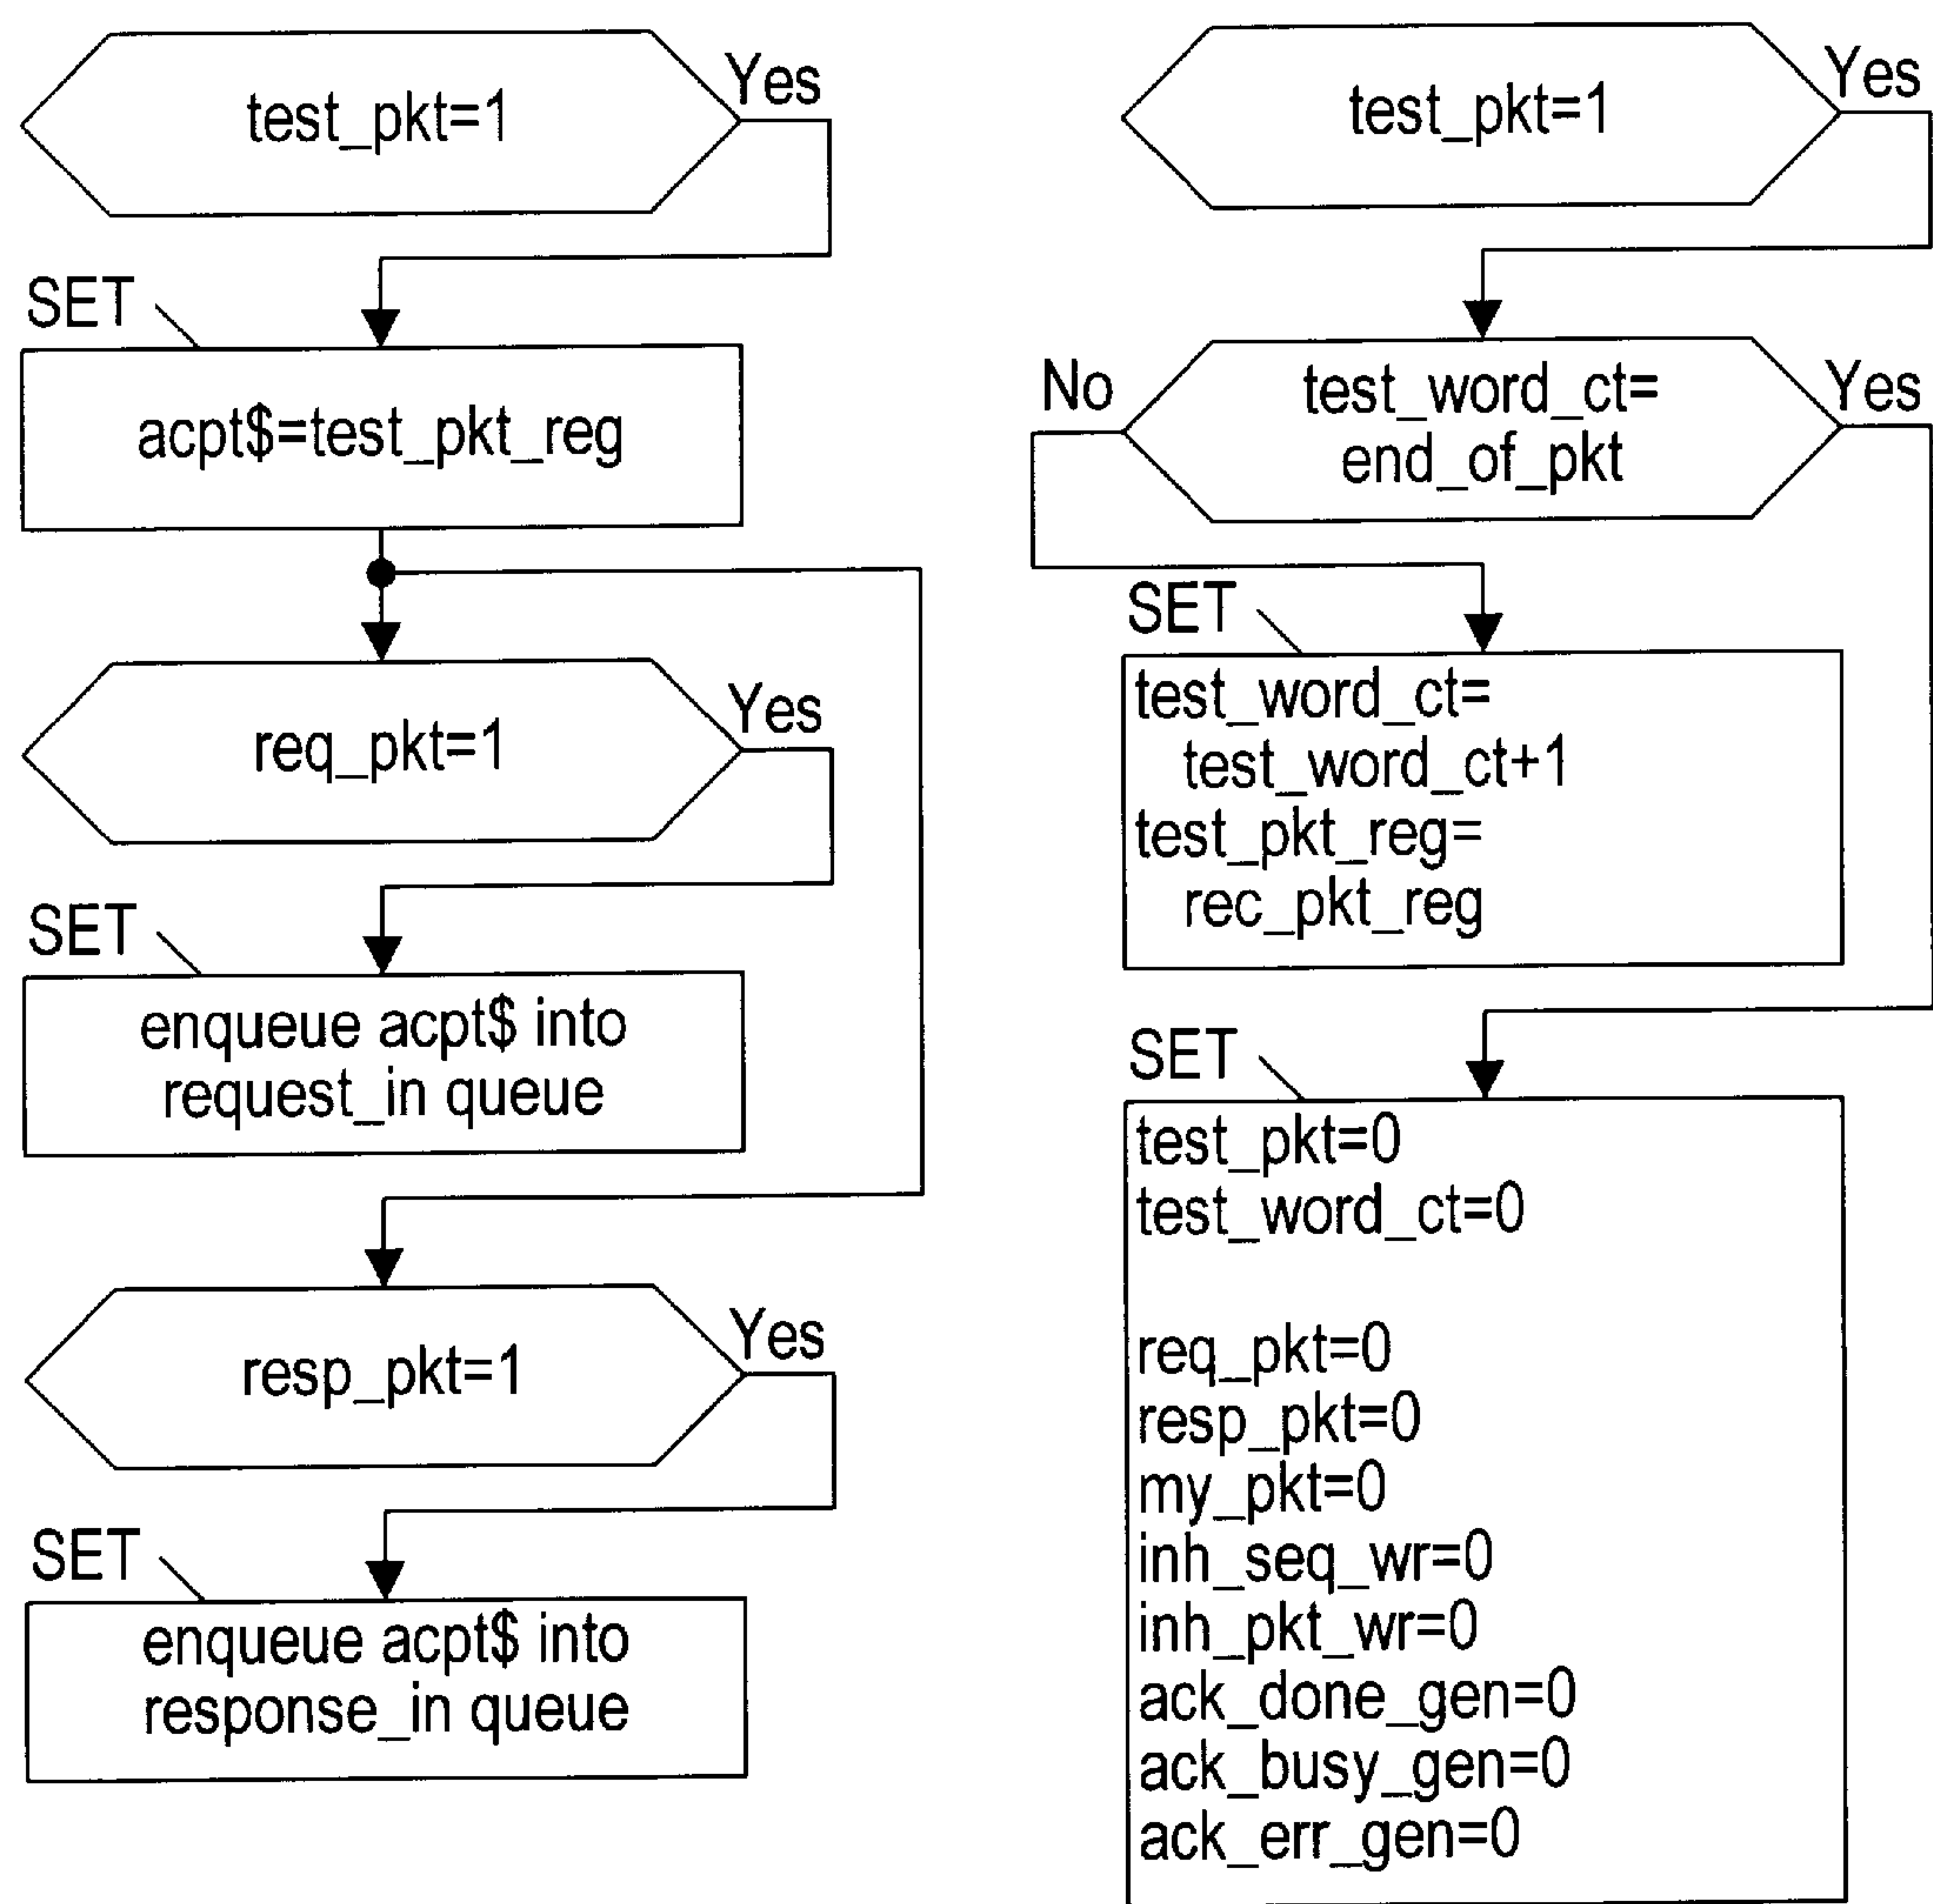 test_pkt=1
Yes
SET
acpt$=test_pkt_reg
req_pkt=1
Yes
SET
enqueue acpt$ into
request_in queue
resp_pkt=1
Yes
SET
enqueue acpt$ into
response_in queue
test_pkt=1
Yes
No
test_word_ct=
end_of_pkt
Yes
SET
test_word_ct=
test_word_ct+1
test_pkt_reg=
rec_pkt_reg
SET
test_pkt=0
test_word_ct=0
req_pkt=0
resp_pkt=0
my_pkt=0
inh_seq_wr=0
inh_pkt_wr=0
ack_done_gen=0
ack_busy_gen=0
ack_err_gen=0